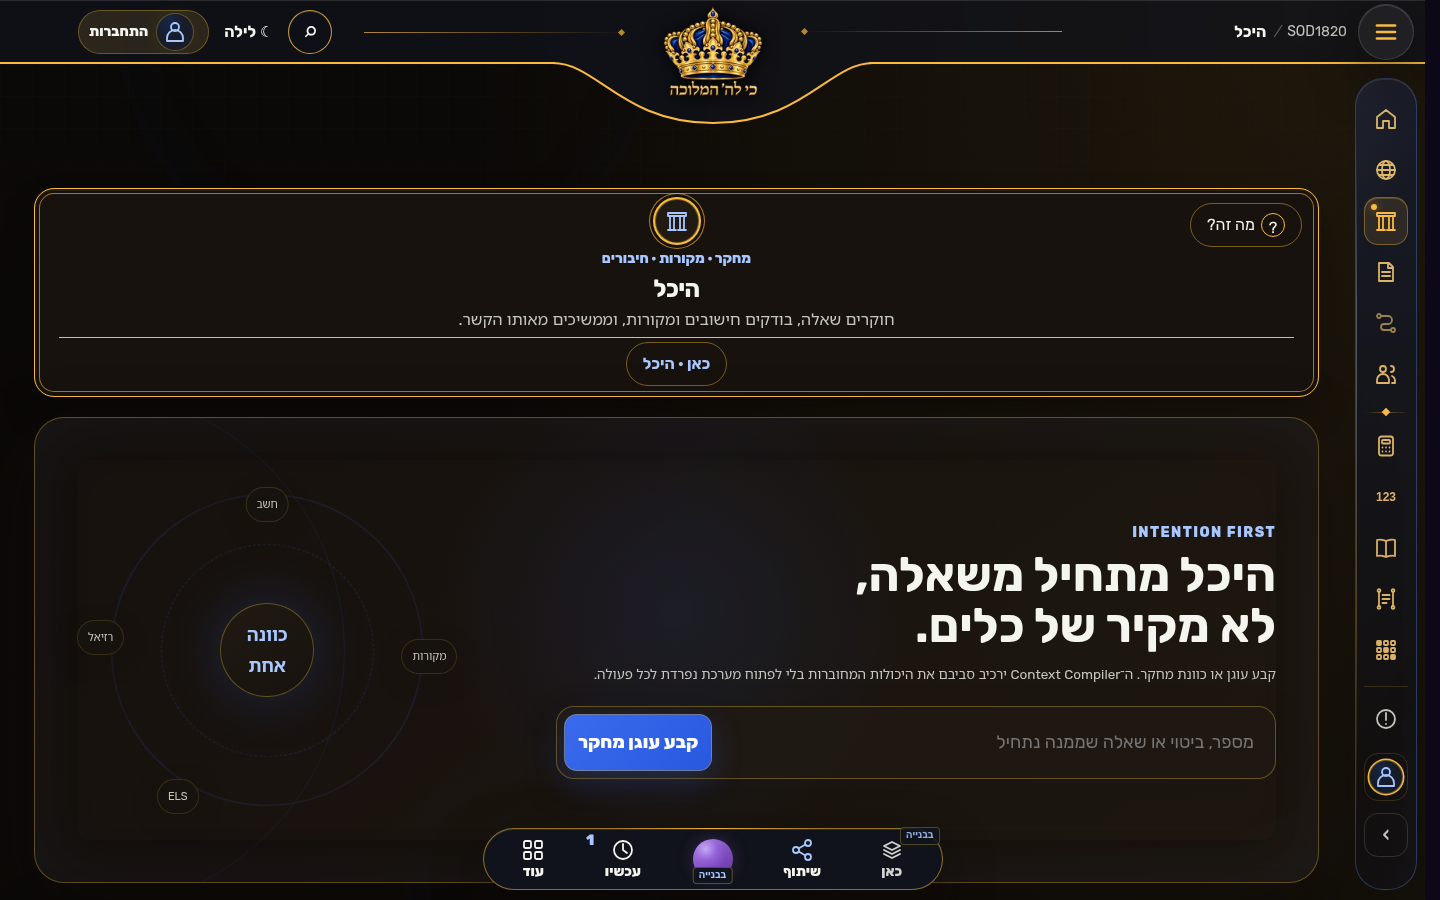 SOD1820 / היכל
כי לה' המלוכה
לילה
התחברות
מה זה?
?
מחקר • מקורות • חיבורים
היכל
חוקרים שאלה, בודקים חישובים ומקורות, וממשיכים מאותו הקשר.
כאן • היכל
INTENTION FIRST
היכל מתחיל משאלה,
לא מקיר של כלים.
קבע עוגן או כוונת מחקר. ה־Context Compiler ירכיב סביבם את היכולות המחוברות בלי לפתוח מערכת נפרדת לכל פעולה.
מספר, ביטוי או שאלה שממנה נתחיל
קבע עוגן מחקר
חשב
מקורות
כוונה
אחת
רזיאל
ELS
123
בבנייה
כאן
שיתוף
בבנייה
1
עכשיו
עוד